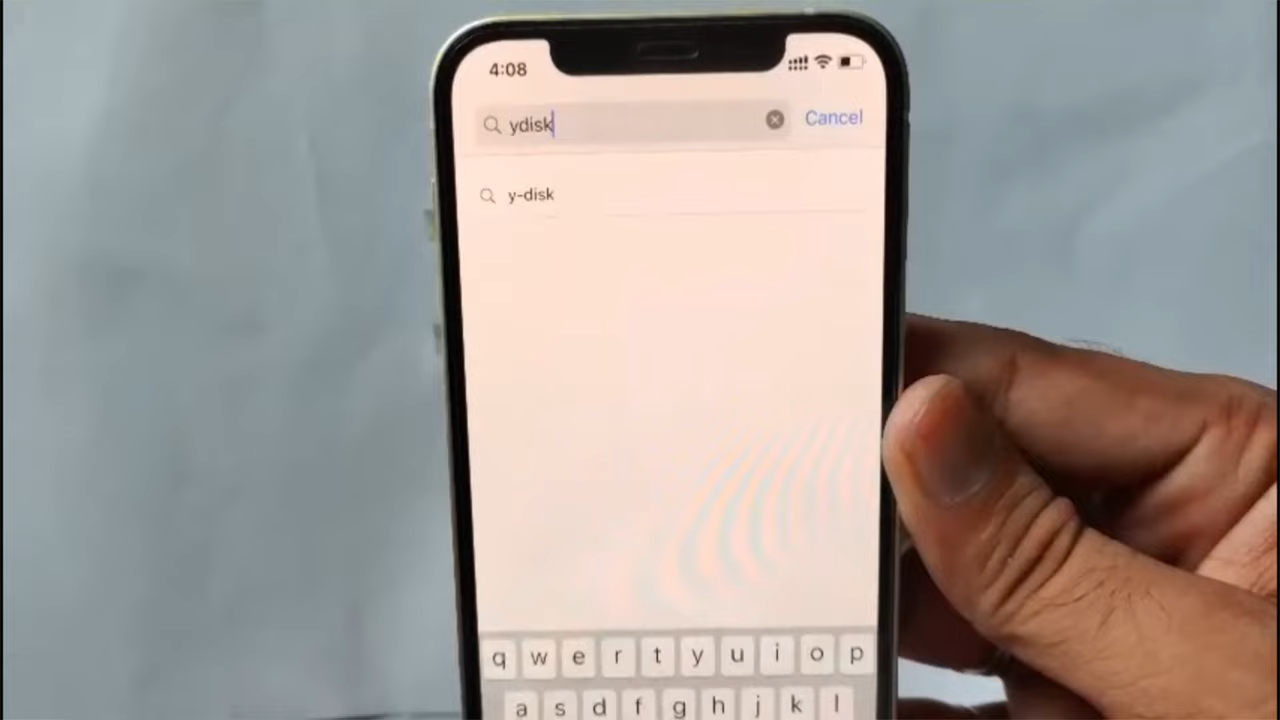 4:08
ydisk
Cancel
y-disk
q w e r t y u i o p
a s d f g h j k l